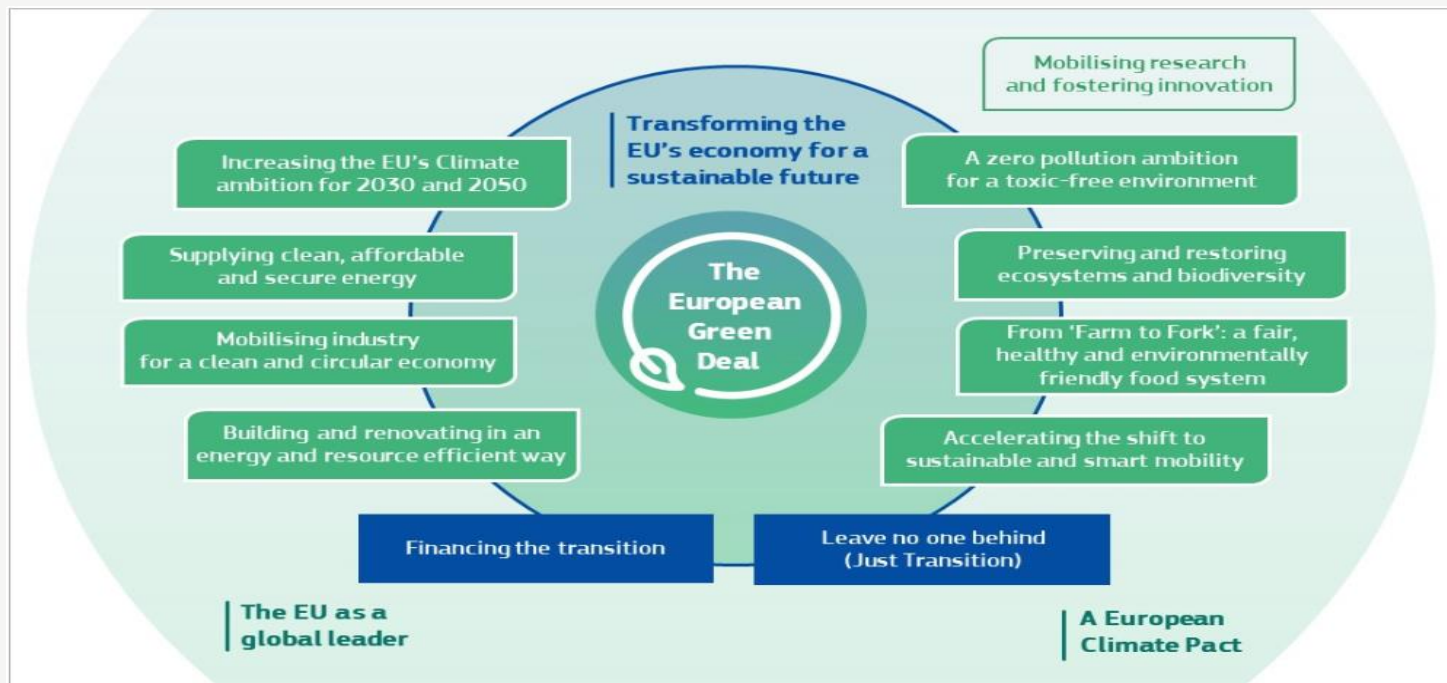 Mobilising research
and fostering innovation
Transforming the
EU's economy for a
sustainable future
Increasing the EU's Climate
ambition for 2030 and 2050
A zero pollution ambition
for a toxic-free environment
Supplying clean, affordable
and secure energy
Preserving and restoring
ecosystems and biodiversity
The
European
Green
Deal
Mobilising industry
for a clean and circular economy
From ‘Farm to Fork’: a fair,
healthy and environmentally
friendly food system
Building and renovating in an
energy and resource efficient way
Accelerating the shift to
sustainable and smart mobility
Financing the transition
Leave no one behind
(Just Transition)
The EU as a
global leader
A European
Climate Pact